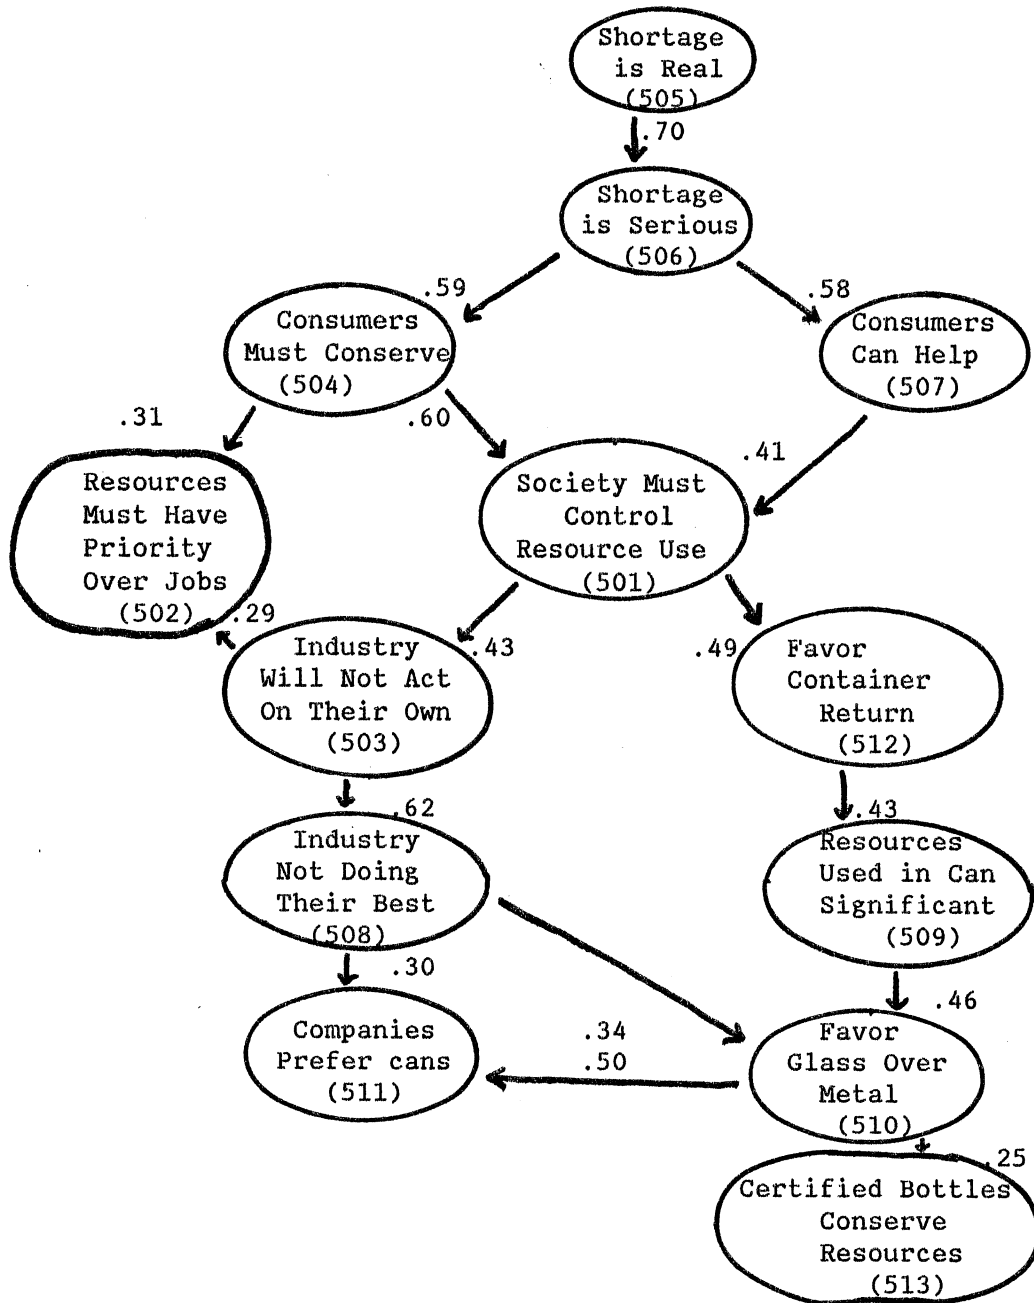 Shortage
is Real
(505)
.70
Shortage
is Serious
(506)
.59
.58
Consumers
Must Conserve
(504)
Consumers
Can Help
(507)
.31
.60
.41
Resources
Must Have
Priority
Over Jobs
(502)
Society Must
Control
Resource Use
(501)
.29
.43
.49
Industry
Will Not Act
On Their Own
(503)
Favor
Container
Return
(512)
.62
.43
Industry
Not Doing
Their Best
(508)
Resources
Used in Can
Significant
(509)
.30
.46
Companies
Prefer cans
(511)
.34
.50
Favor
Glass Over
Metal
(510)
.25
Certified Bottles
Conserve
Resources
(513)